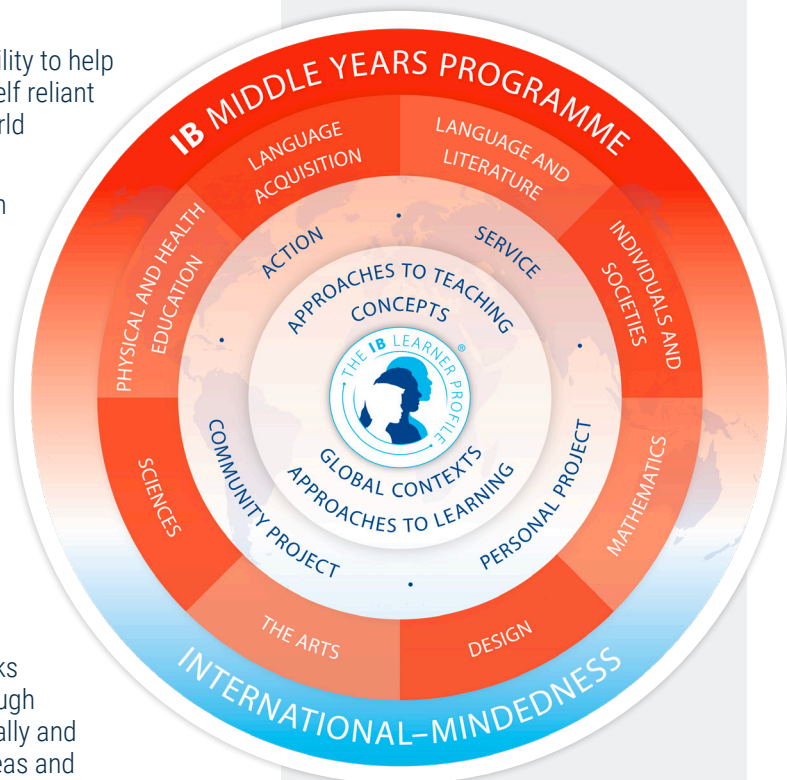 ility to help
elf reliant
rld
n
ks
ugh
ally and
eas and
IB MIDDLE YEARS PROGRAMME
LANGUAGE
ACQUISITION
LANGUAGE AND
LITERATURE
PHYSICAL AND HEALTH
EDUCATION
INDIVIDUALS AND
SOCIETIES
SCIENCES
MATHEMATICS
THE ARTS
DESIGN
ACTION
SERVICE
COMMUNITY PROJECT
PERSONAL PROJECT
APPROACHES TO TEACHING
CONCEPTS
THE IB LEARNER PROFILE ®
GLOBAL CONTEXTS
APPROACHES TO LEARNING
INTERNATIONAL–MINDEDNESS